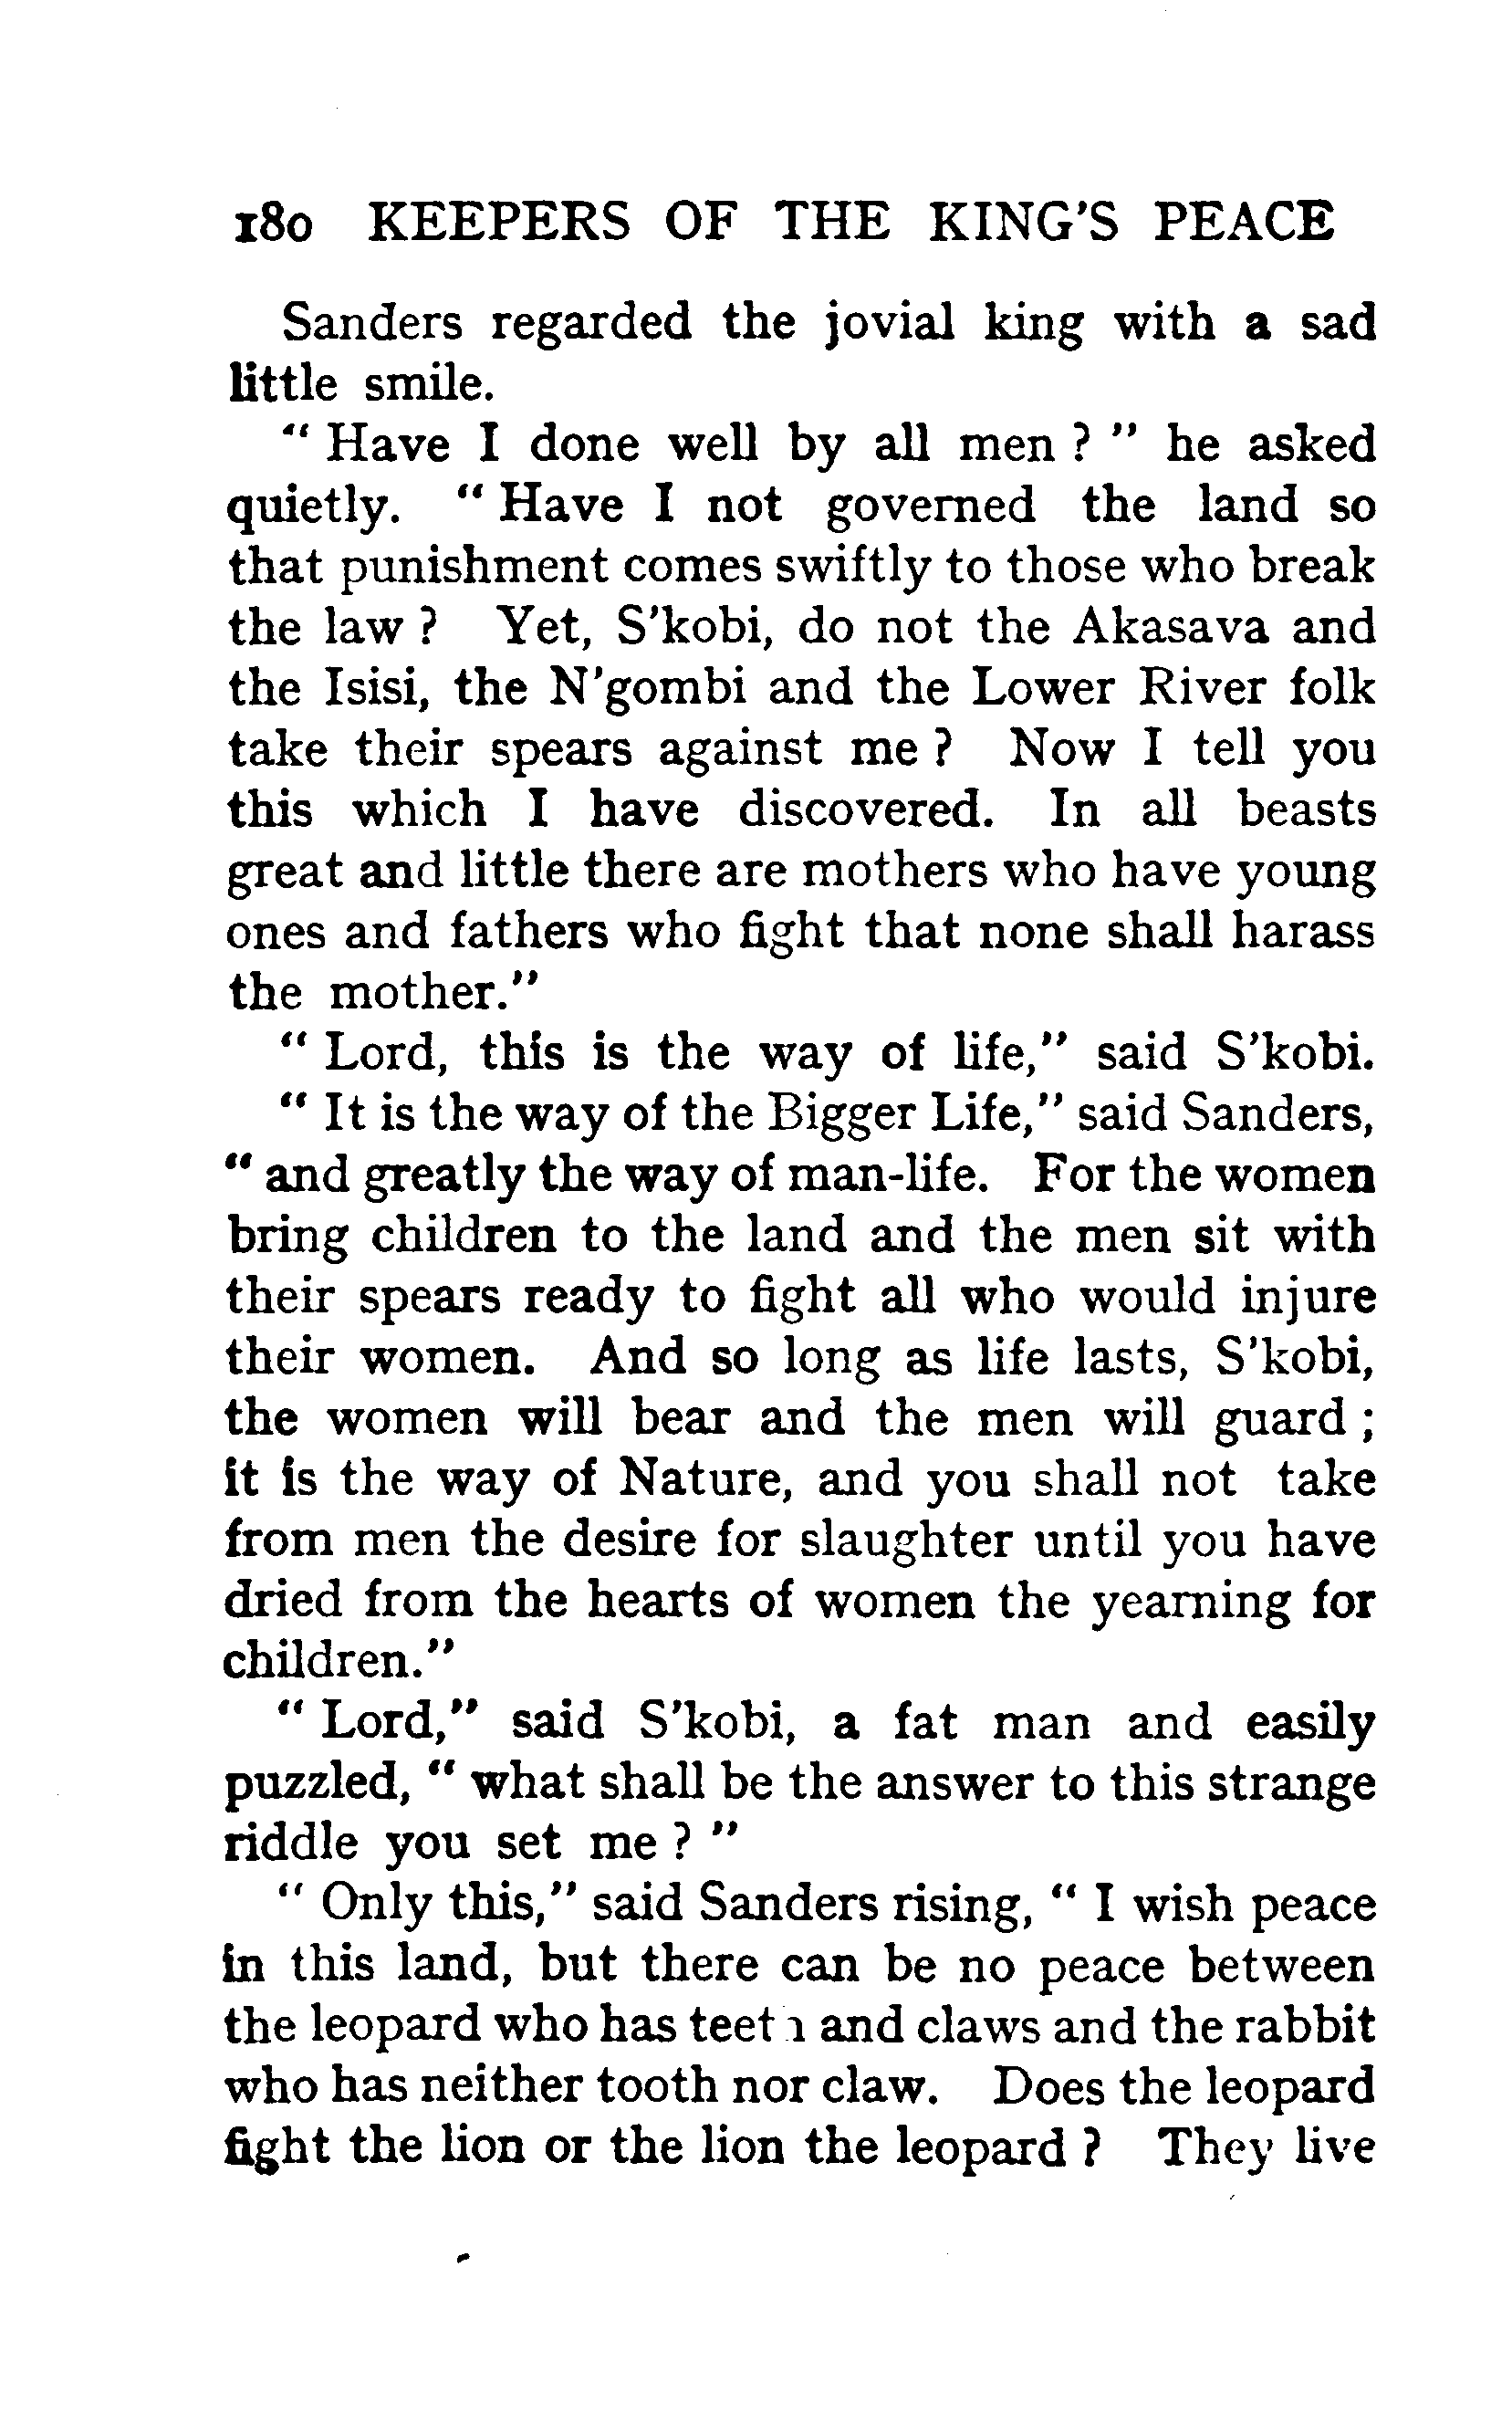 180 KEEPERS OF THE KING'S PEACE
Sanders regarded the jovial king with a sad
little smile.
" Have I done well by all men ? " he asked
quietly. " Have I not governed the land so
that punishment comes swiftly to those who break
the law ? Yet, S'kobi, do not the Akasava and
the Isisi, the N'gombi and the Lower River folk
take their spears against me ? Now I tell you
this which I have discovered. In all beasts
great and little there are mothers who have young
ones and fathers who fight that none shall harass
the mother."
" Lord, this is the way of life," said S'kobi.
" It is the way of the Bigger Life," said Sanders,
" and greatly the way of man-life. For the women
bring children to the land and the men sit with
their spears ready to fight all who would injure
their women. And so long as life lasts, S'kobi,
the women will bear and the men will guard ;
it is the way of Nature, and you shall not take
from men the desire for slaughter until you have
dried from the hearts of women the yearning for
children."
" Lord," said S'kobi, a fat man and easily
puzzled, " what shall be the answer to this strange
riddle you set me ? "
" Only this," said Sanders rising, " I wish peace
in this land, but there can be no peace between
the leopard who has teeth and claws and the rabbit
who has neither tooth nor claw. Does the leopard
fight the lion or the lion the leopard ? They live